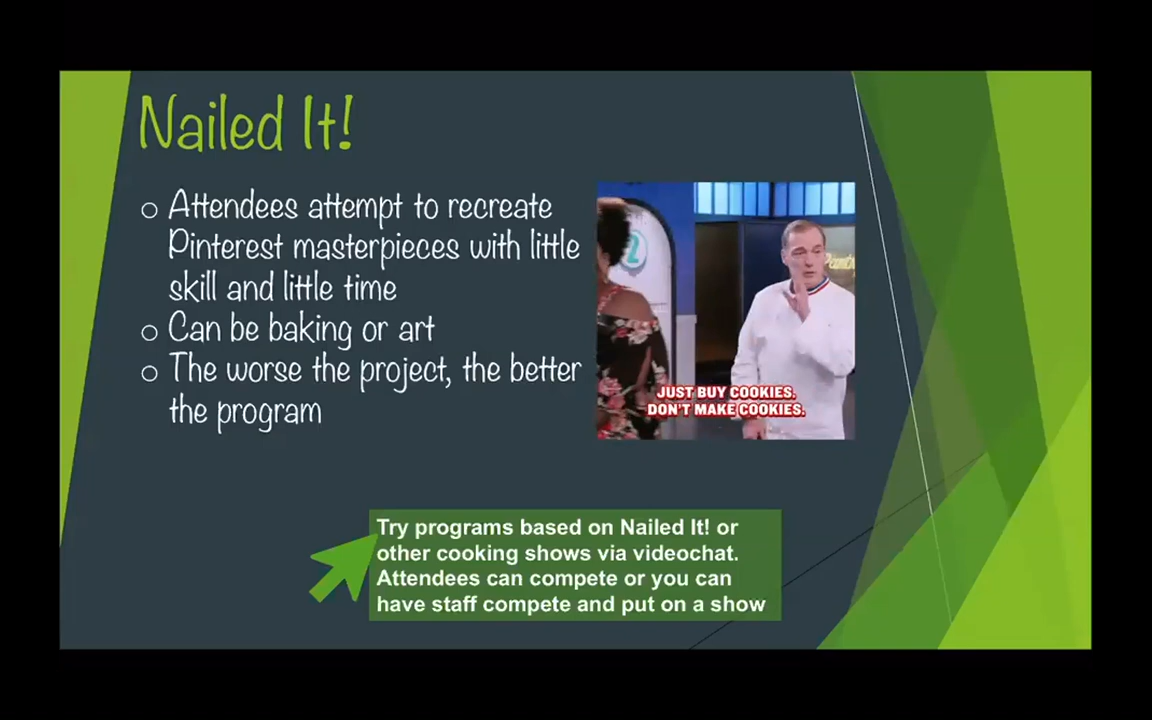 Nailed It!
o Attendees attempt to recreate
Pinterest masterpieces with little
skill and little time
o Can be baking or art
o The worse the project, the better
the program
2
Pantry
JUST BUY COOKIES.
DON'T MAKE COOKIES.
Try programs based on Nailed It! or
other cooking shows via videochat.
Attendees can compete or you can
have staff compete and put on a show